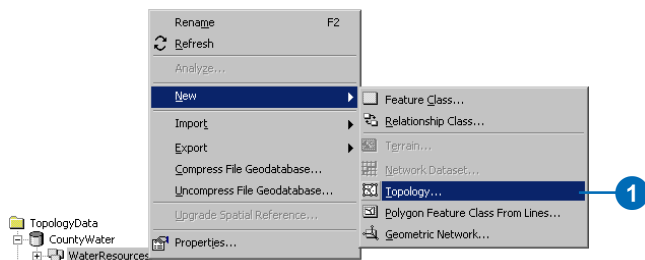 Rename F2
Refresh
Analyze...
New
Import
Export
Compress File Geodatabase...
Uncompress File Geodatabase...
Upgrade Spatial Reference...
Properties...
Feature Class...
Relationship Class...
Terrain...
Network Dataset...
Topology...
Polygon Feature Class From Lines...
Geometric Network...
1
TopologyData
CountyWater
WaterResources